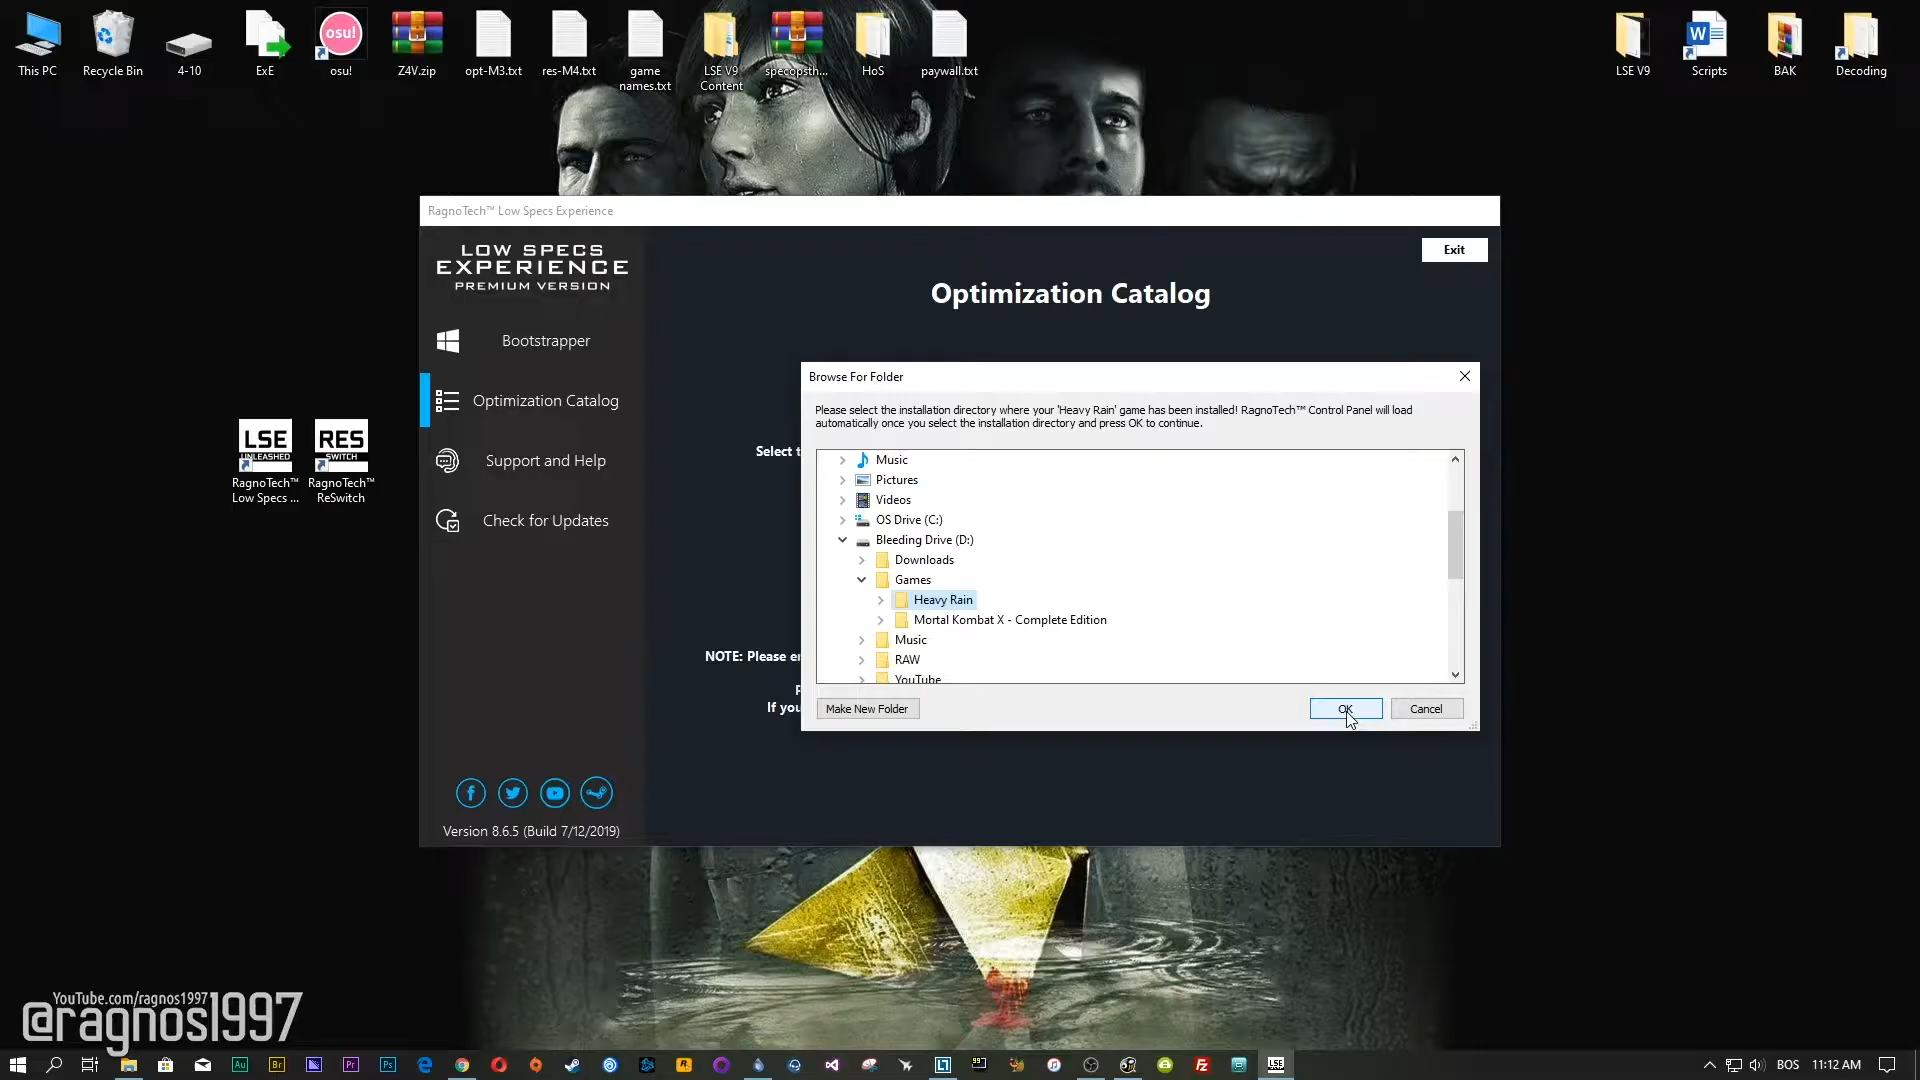 This PC
Recycle Bin
4-10
ExE
osu!
osu!
Z4V.zip
opt-M3.txt
res-M4.txt
game
names.txt
LSE V9
Content
specopsth...
HoS
paywall.txt
LSE V9
Scripts
BAK
Decoding
RagnoTech™ Low Specs Experience
LOW SPECS
EXPERIENCE
PREMIUM VERSION
Exit
Optimization Catalog
Bootstrapper
Optimization Catalog
Support and Help
Check for Updates
Select t
NOTE: Please er
If you
Version 8.6.5 (Build 7/12/2019)
Browse For Folder
Please select the installation directory where your 'Heavy Rain' game has been installed! RagnoTech™ Control Panel will load
automatically once you select the installation directory and press OK to continue.
Music
Pictures
Videos
OS Drive (C:)
Bleeding Drive (D:)
Downloads
Games
Heavy Rain
Mortal Kombat X - Complete Edition
Music
RAW
YouTube
Make New Folder
OK
Cancel
LSE
UNLEASHED
RES
SWITCH
RagnoTech™
Low Specs ...
RagnoTech™
ReSwitch
YouTube.com/ragnos1997
@ragnos1997
Au
Br
Pr
Ps
LSE
BOS
11:12 AM